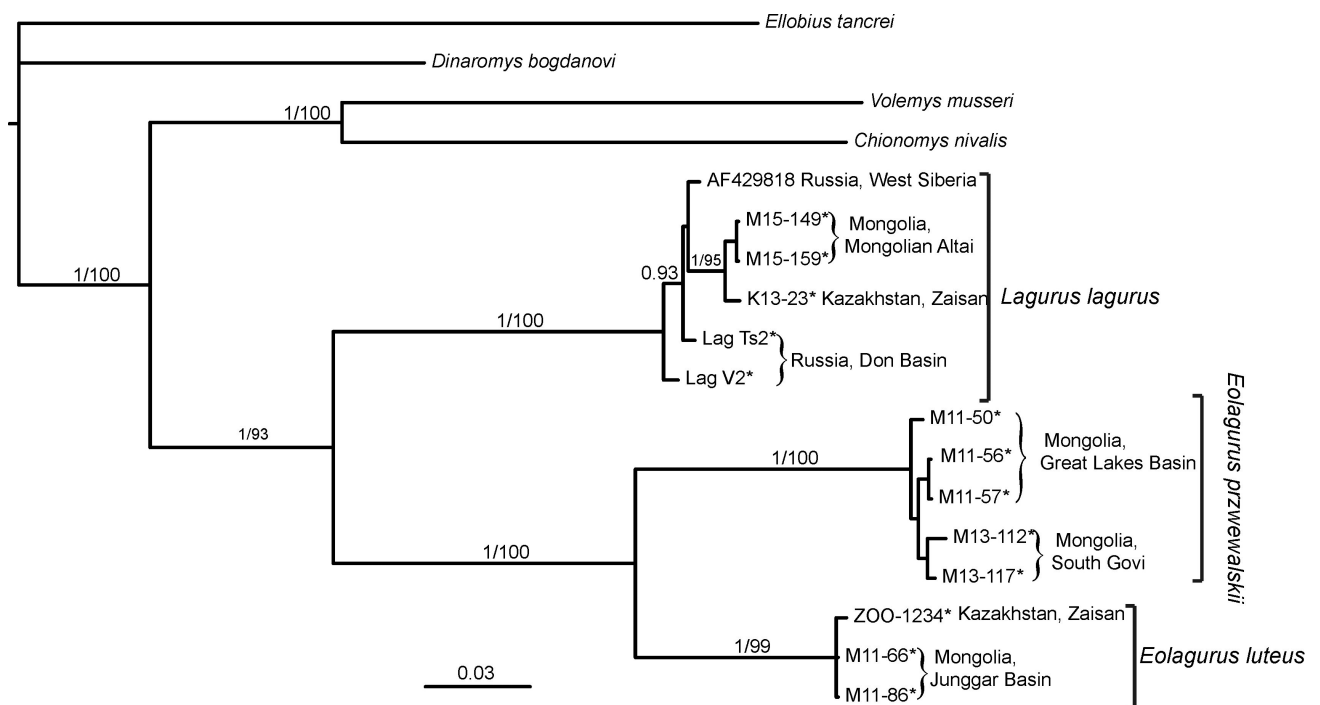 Ellobius tancrei
Dinaromys bogdanovi
1/100
Volemys musseri
Chionomys nivalis
AF429818 Russia, West Siberia
M15-149*
Mongolia,
Mongolian Altai
1/95
M15-159*
0.93
K13-23* Kazakhstan, Zaisan
Lagurus lagurus
1/100
1/100
Lag Ts2*
Russia, Don Basin
Lag V2*
1/93
M11-50*
Mongolia,
Great Lakes Basin
M11-56*
1/100
M11-57*
Eolagurus przwewalskii
M13-112*
Mongolia,
South Govi
1/100
M13-117*
ZOO-1234* Kazakhstan, Zaisan
1/99
M11-66*
Mongolia,
Junggar Basin
Eolagurus luteus
M11-86*
0.03